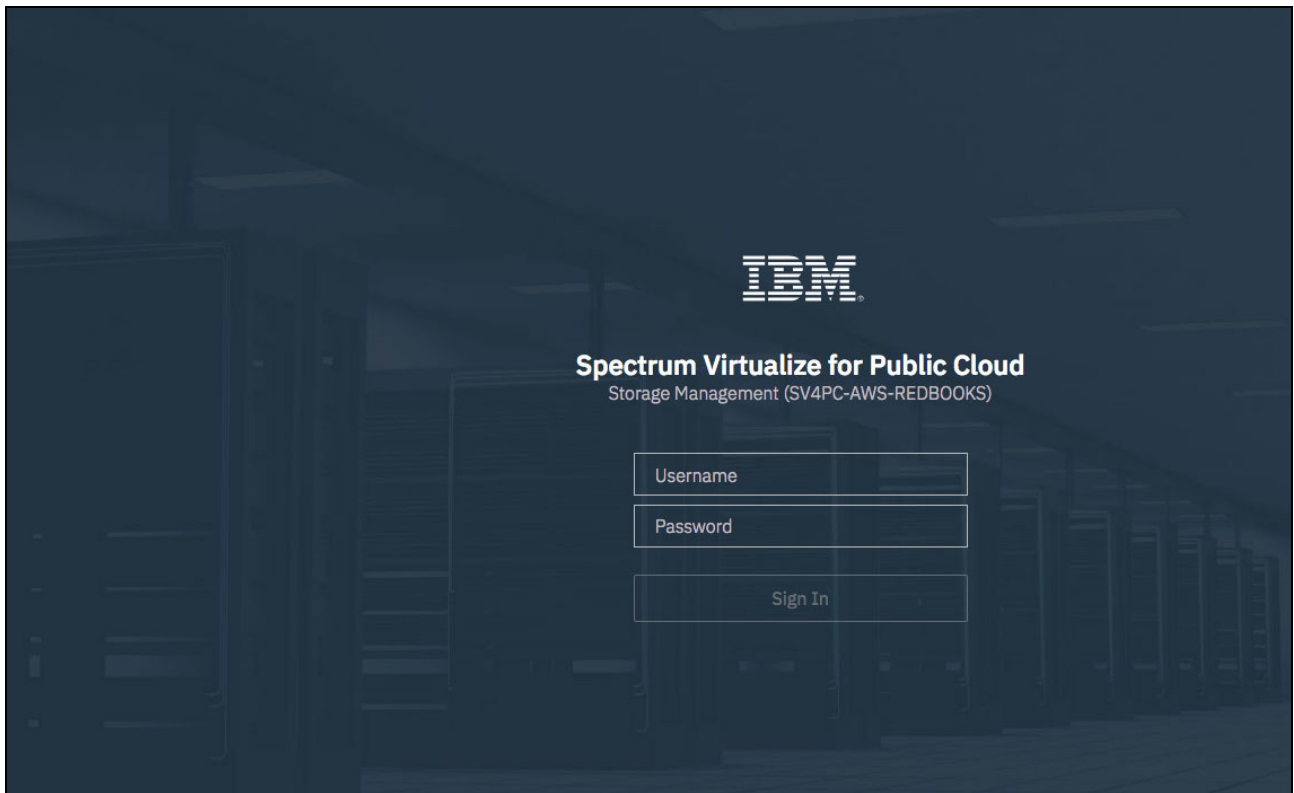 IBM®
Spectrum Virtualize for Public Cloud
Storage Management (SV4PC-AWS-REDBOOKS)
Username
Password
Sign In